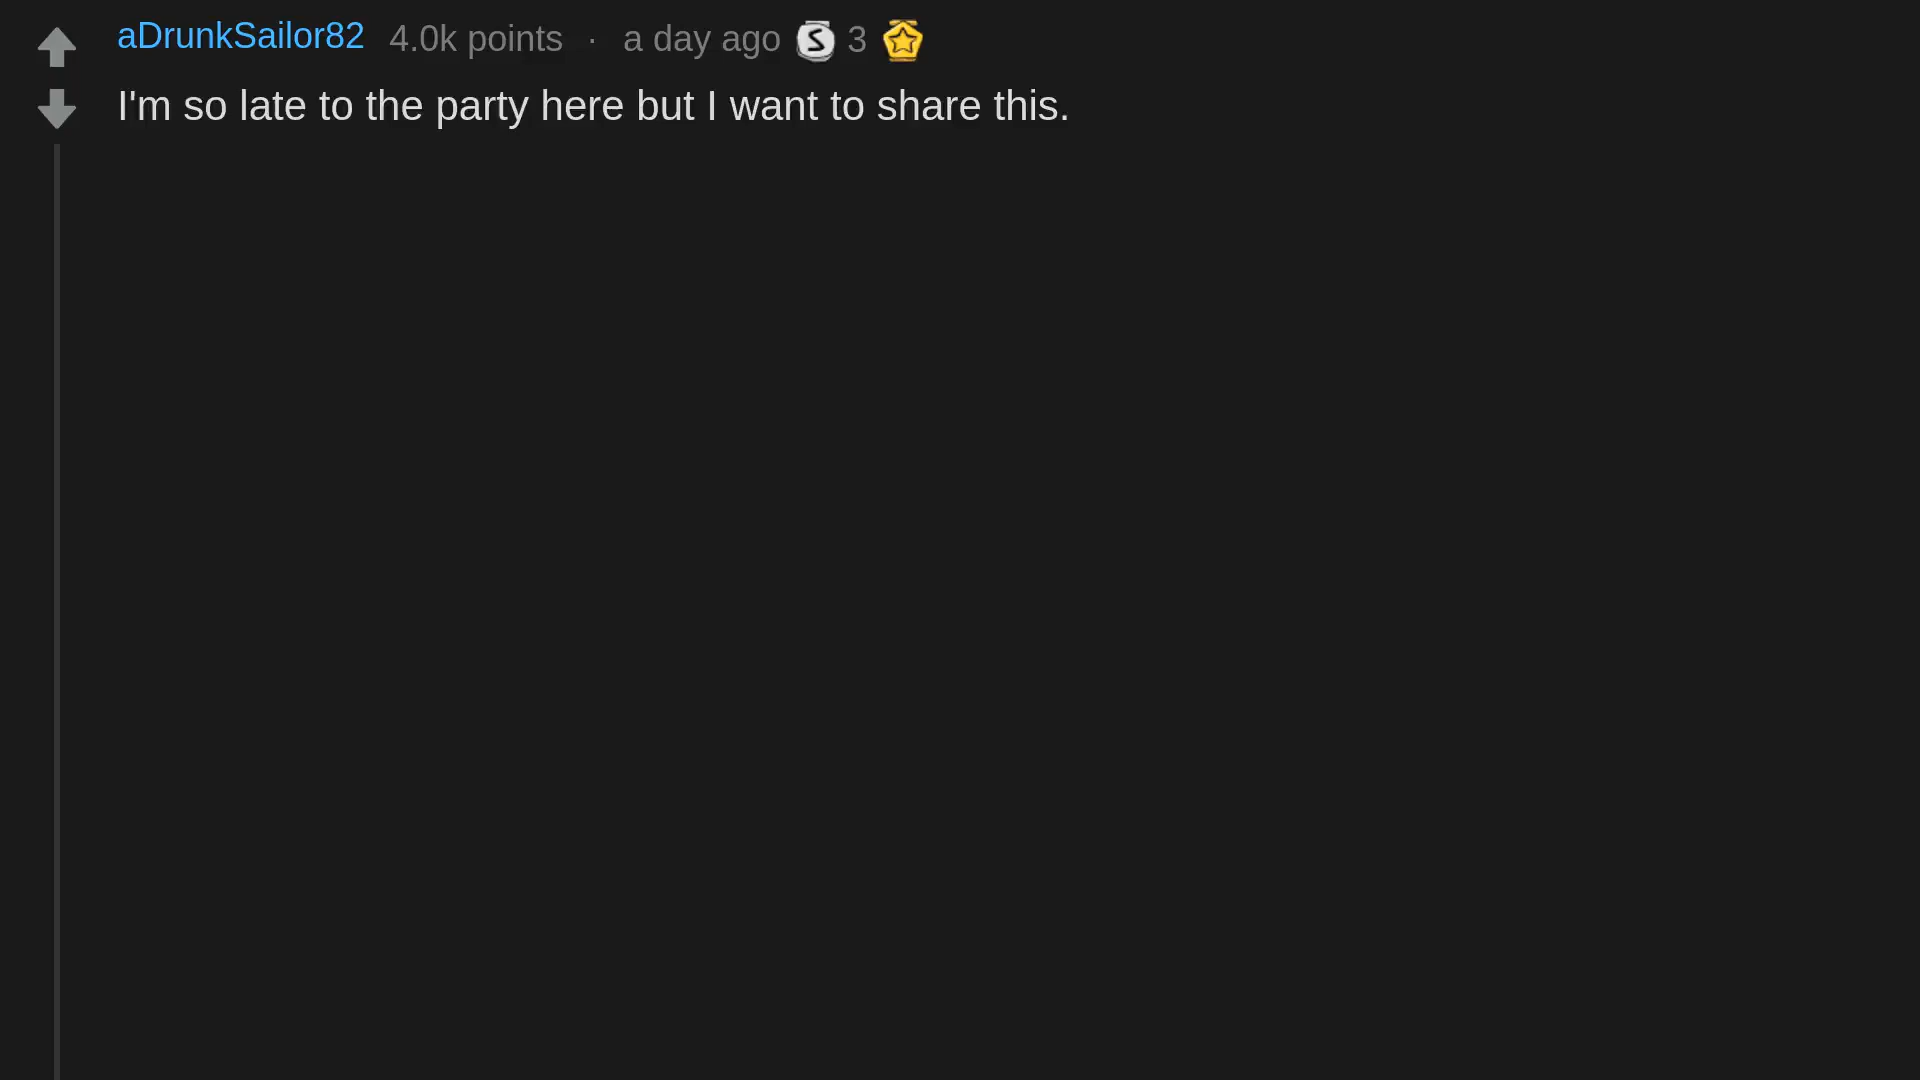 aDrunkSailor82 4.0k points · a day ago S 3
I'm so late to the party here but I want to share this.